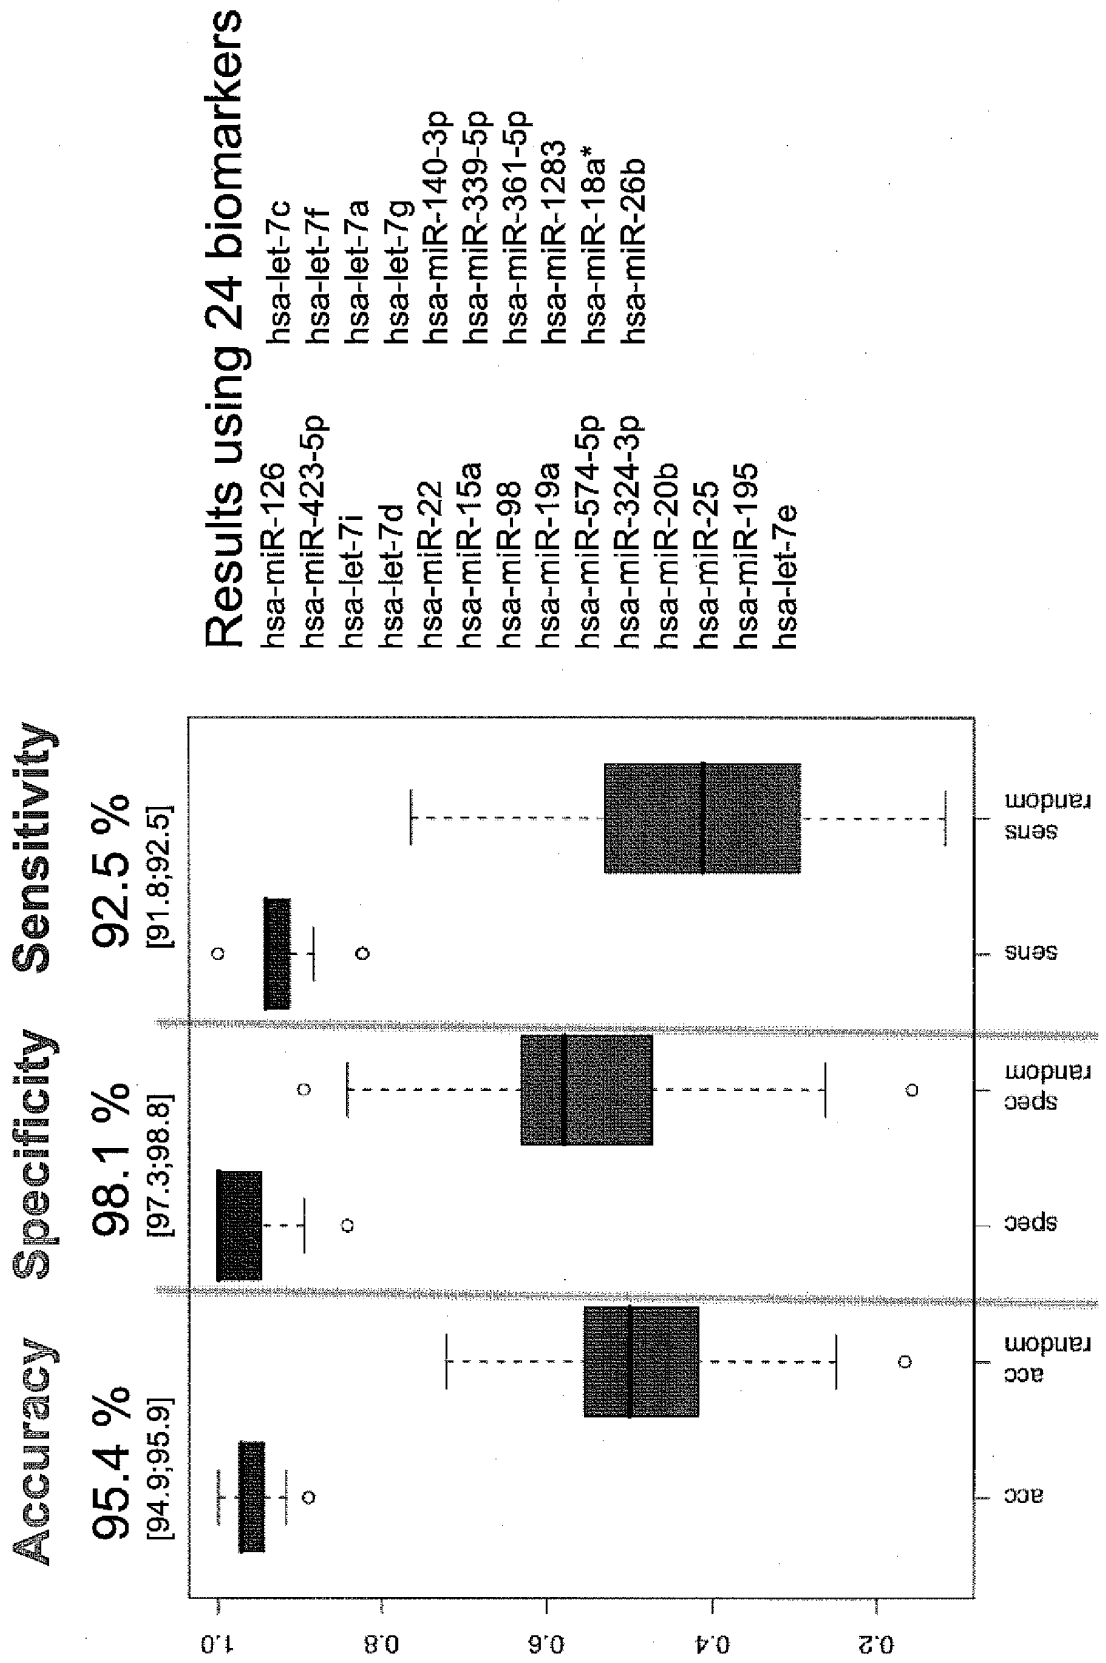 Accuracy Specificity Sensitivity
95.4 % 98.1 % 92.5 %
[94.9;95.9] [97.3;98.8] [91.8;92.5]
1.0
0.8
0.6
0.4
0.2
acc
acc
random
spec
spec
random
sens
sens
random
Results using 24 biomarkers
hsa-miR-126
hsa-miR-423-5p
hsa-let-7i
hsa-let-7d
hsa-miR-22
hsa-miR-15a
hsa-miR-98
hsa-miR-19a
hsa-miR-574-5p
hsa-miR-324-3p
hsa-miR-20b
hsa-miR-25
hsa-miR-195
hsa-let-7e
hsa-let-7c
hsa-let-7f
hsa-let-7a
hsa-let-7g
hsa-miR-140-3p
hsa-miR-339-5p
hsa-miR-361-5p
hsa-miR-1283
hsa-miR-18a*
hsa-miR-26b